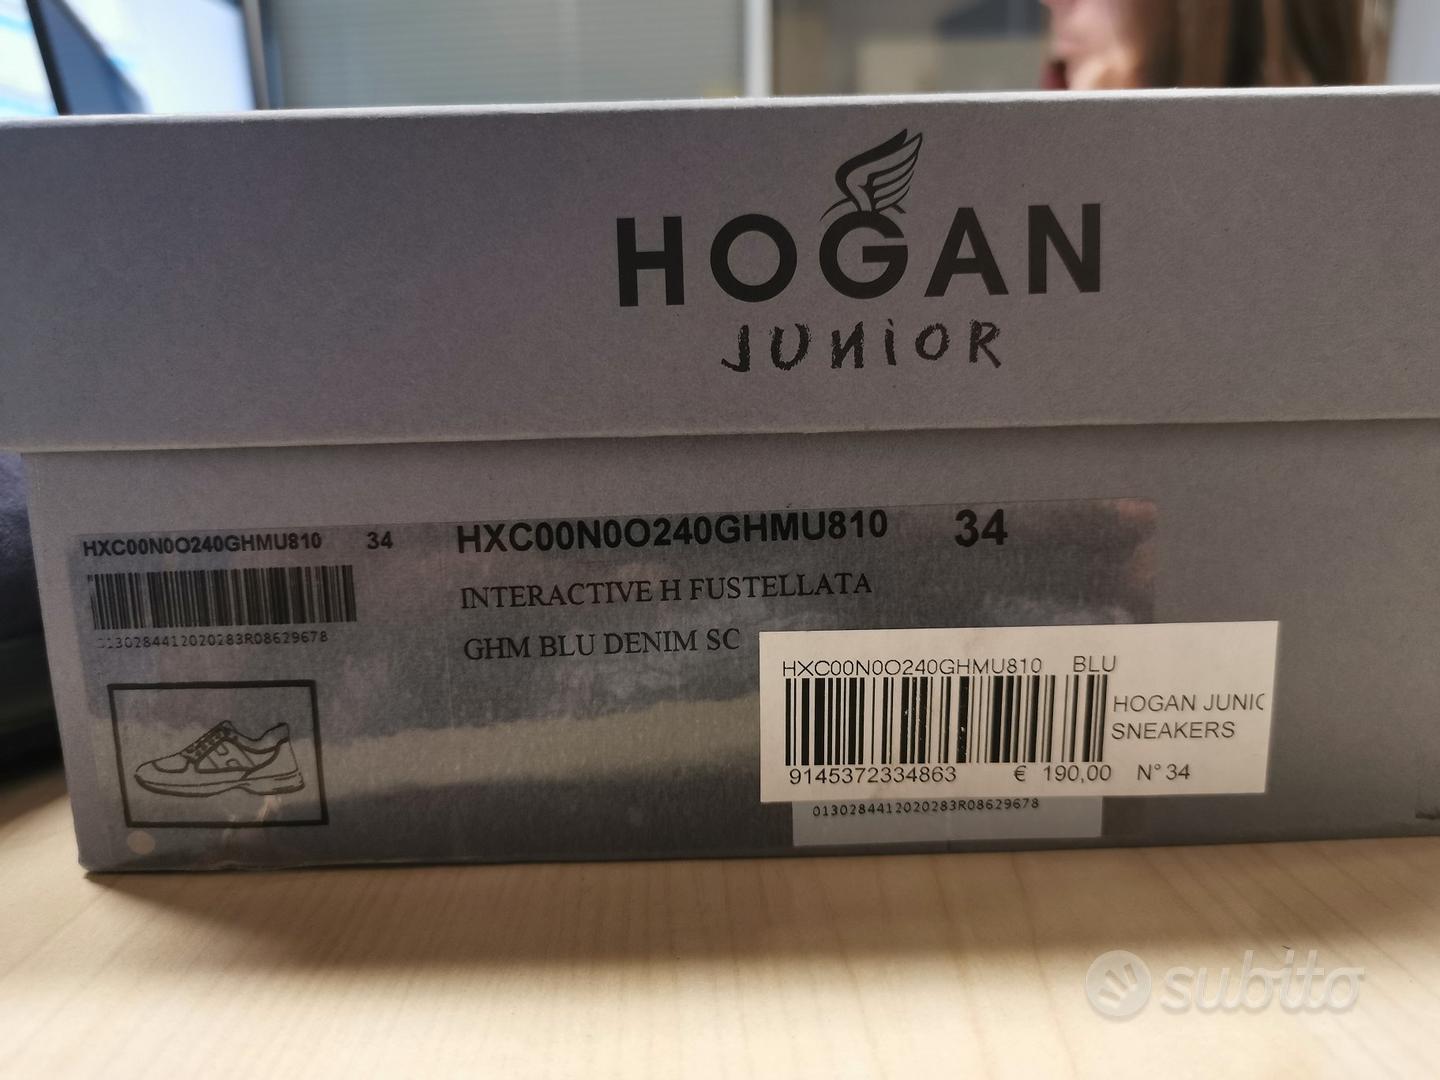 HOGAN
JUNIOR
HXC00N0O240GHMU810 34
HXC00N0O240GHMU810 34
INTERACTIVE H FUSTELLATA
GHM BLU DENIM SC
0130284412020283R08629678
HXC00N0O240GHMU810 BLU
HOGAN JUNIO
SNEAKERS
9145372334863 € 190,00 N° 34
0130284412020283R08629678
subito